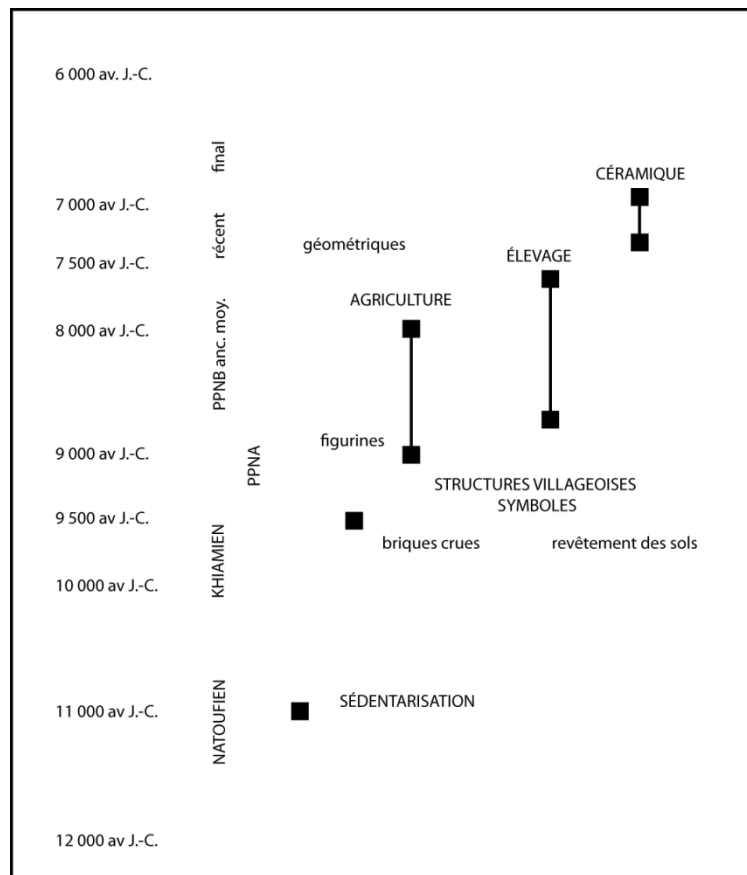 6 000 av. J.-C.
final
CÉRAMIQUE
7 000 av J.-C.
récent
géométriques
7 500 av J.-C.
ÉLEVAGE
AGRICULTURE
8 000 av J.-C.
PPNB anc. moy.
figurines
9 000 av J.-C.
PPNA
STRUCTURES VILLAGEOISES
SYMBOLES
9 500 av J.-C.
briques crues
revêtement des sols
KHIAMIEN
10 000 av J.-C.
SÉDENTARISATION
11 000 av J.-C.
NATOUFIEN
12 000 av J.-C.